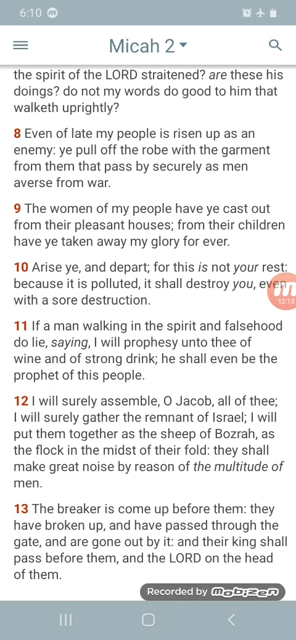 6:10
Micah 2
the spirit of the LORD straitened? are these his
doings? do not my words do good to him that
walketh uprightly?
8 Even of late my people is risen up as an
enemy: ye pull off the robe with the garment
from them that pass by securely as men
averse from war.
9 The women of my people have ye cast out
from their pleasant houses; from their children
have ye taken away my glory for ever.
10 Arise ye, and depart; for this is not your rest:
because it is polluted, it shall destroy you, even
with a sore destruction.
12:13
11 If a man walking in the spirit and falsehood
do lie, saying, I will prophesy unto thee of
wine and of strong drink; he shall even be the
prophet of this people.
12 I will surely assemble, O Jacob, all of thee;
I will surely gather the remnant of Israel; I will
put them together as the sheep of Bozrah, as
the flock in the midst of their fold: they shall
make great noise by reason of the multitude of
men.
13 The breaker is come up before them: they
have broken up, and have passed through the
gate, and are gone out by it: and their king shall
pass before them, and the LORD on the head
of them.
Recorded by mobizen